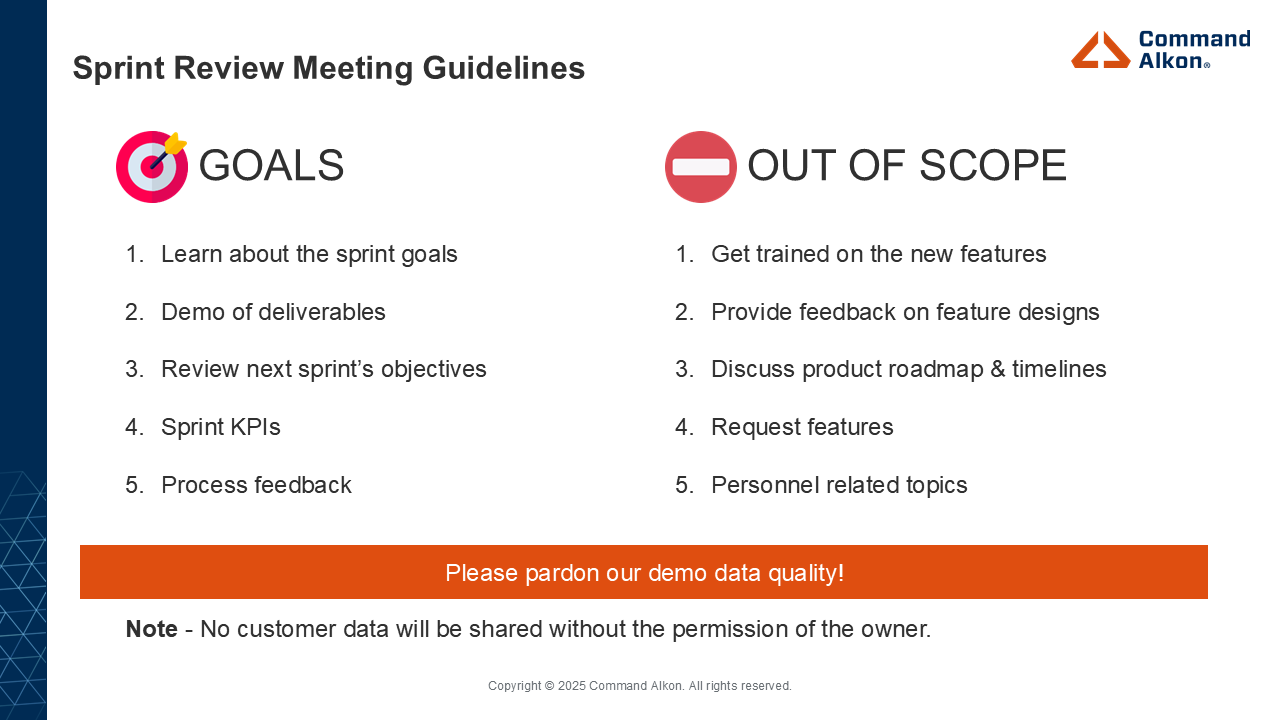 Sprint Review Meeting Guidelines
Command
Alkon®
GOALS
1. Learn about the sprint goals
2. Demo of deliverables
3. Review next sprint’s objectives
4. Sprint KPIs
5. Process feedback
OUT OF SCOPE
1. Get trained on the new features
2. Provide feedback on feature designs
3. Discuss product roadmap & timelines
4. Request features
5. Personnel related topics
Please pardon our demo data quality!
Note - No customer data will be shared without the permission of the owner.
Copyright © 2025 Command Alkon. All rights reserved.